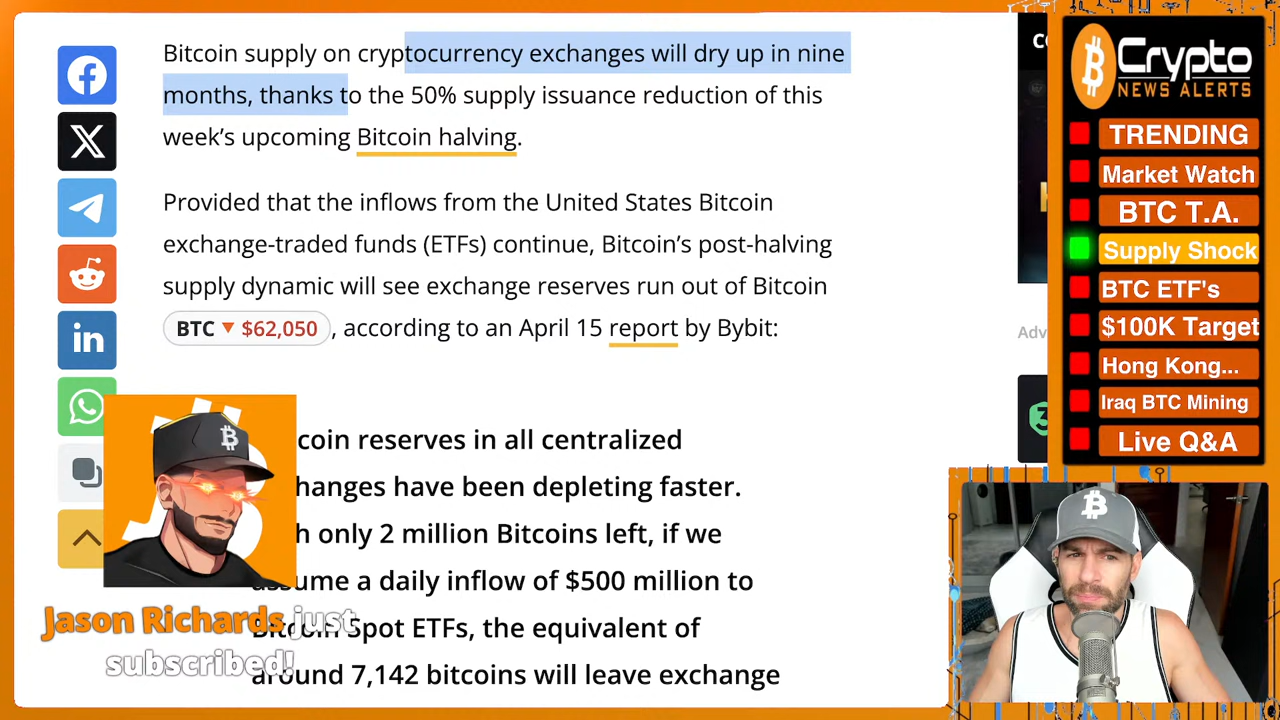 Bitcoin supply on cryptocurrency exchanges will dry up in nine
months, thanks to the 50% supply issuance reduction of this
week's upcoming Bitcoin halving.
Provided that the inflows from the United States Bitcoin
exchange-traded funds (ETFs) continue, Bitcoin's post-halving
supply dynamic will see exchange reserves run out of Bitcoin
BTC ▼ $62,050 , according to an April 15 report by Bybit:
coin reserves in all centralized
hanges have been depleting faster.
h only 2 million Bitcoins left, if we
assume a daily inflow of $500 million to
Bitcoin Spot ETFs, the equivalent of
around 7,142 bitcoins will leave exchange
Jason Richards just
subscribed!
Adv
Crypto
NEWS ALERTS
TRENDING
Market Watch
BTC T.A.
Supply Shock
BTC ETF's
$100K Target
Hong Kong...
Iraq BTC Mining
Live Q&A